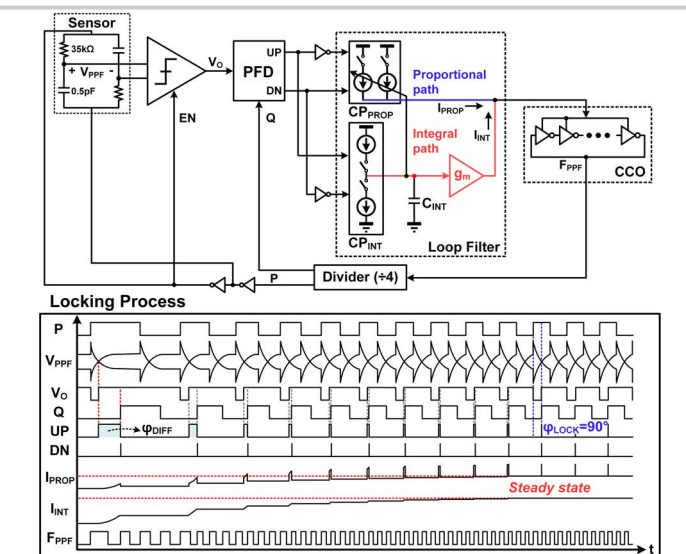 Sensor
35kΩ
+ VPPF -
0.5pF
VO
EN
PFD
UP
DN
Q
CPPROP
Proportional
path
IPROP
IINT
Integral
path
gm
CINT
CPINT
Loop Filter
FPPF
CCO
P
Divider (÷4)
Locking Process
P
VPPF
VO
Q
UP
φDIFF
φLOCK=90°
DN
IPROP
Steady state
IINT
FPPF
t